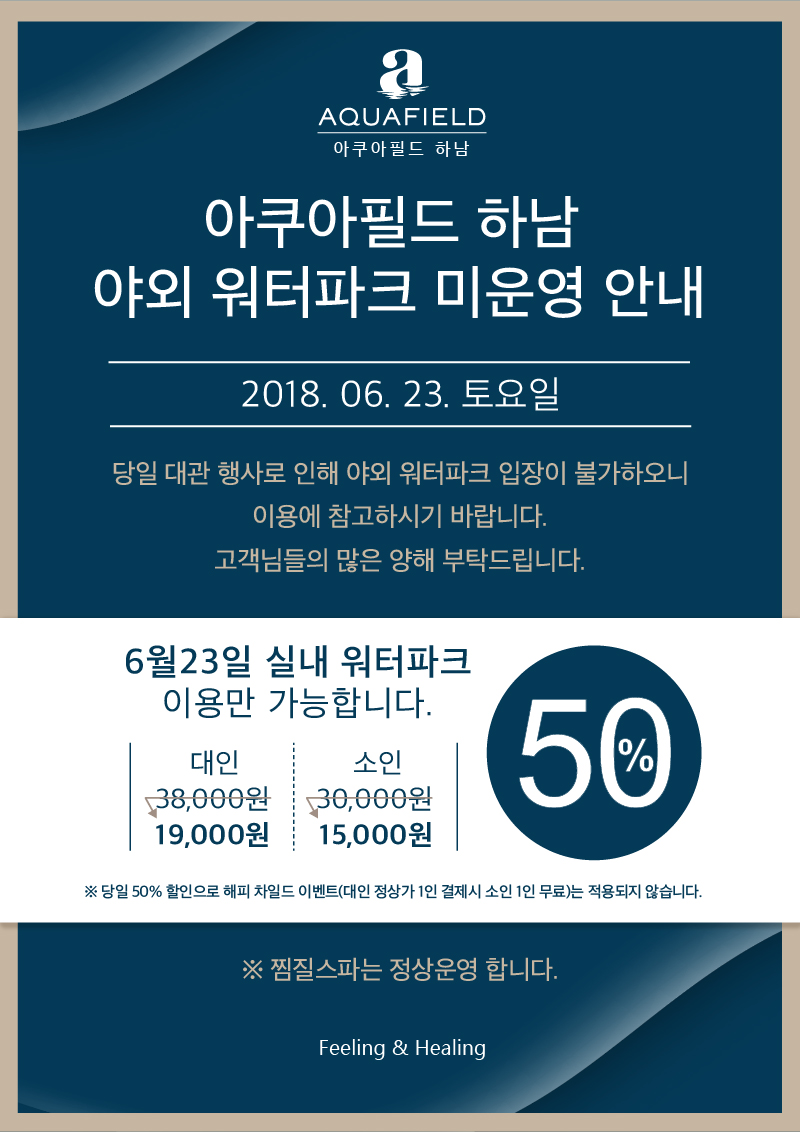 a
AQUAFIELD
아쿠아필드 하남
아쿠아필드 하남
야외 워터파크 미운영 안내
2018. 06. 23. 토요일
당일 대관 행사로 인해 야외 워터파크 입장이 불가하오니
이용에 참고하시기 바랍니다.
고객님들의 많은 양해 부탁드립니다.
6월23일 실내 워터파크
이용만 가능합니다.
대인
38,000원
19,000원
소인
30,000원
15,000원
50%
※ 당일 50% 할인으로 해피 차일드 이벤트(대인 정상가 1인 결제시 소인 1인 무료)는 적용되지 않습니다.
※ 찜질스파는 정상운영 합니다.
Feeling & Healing